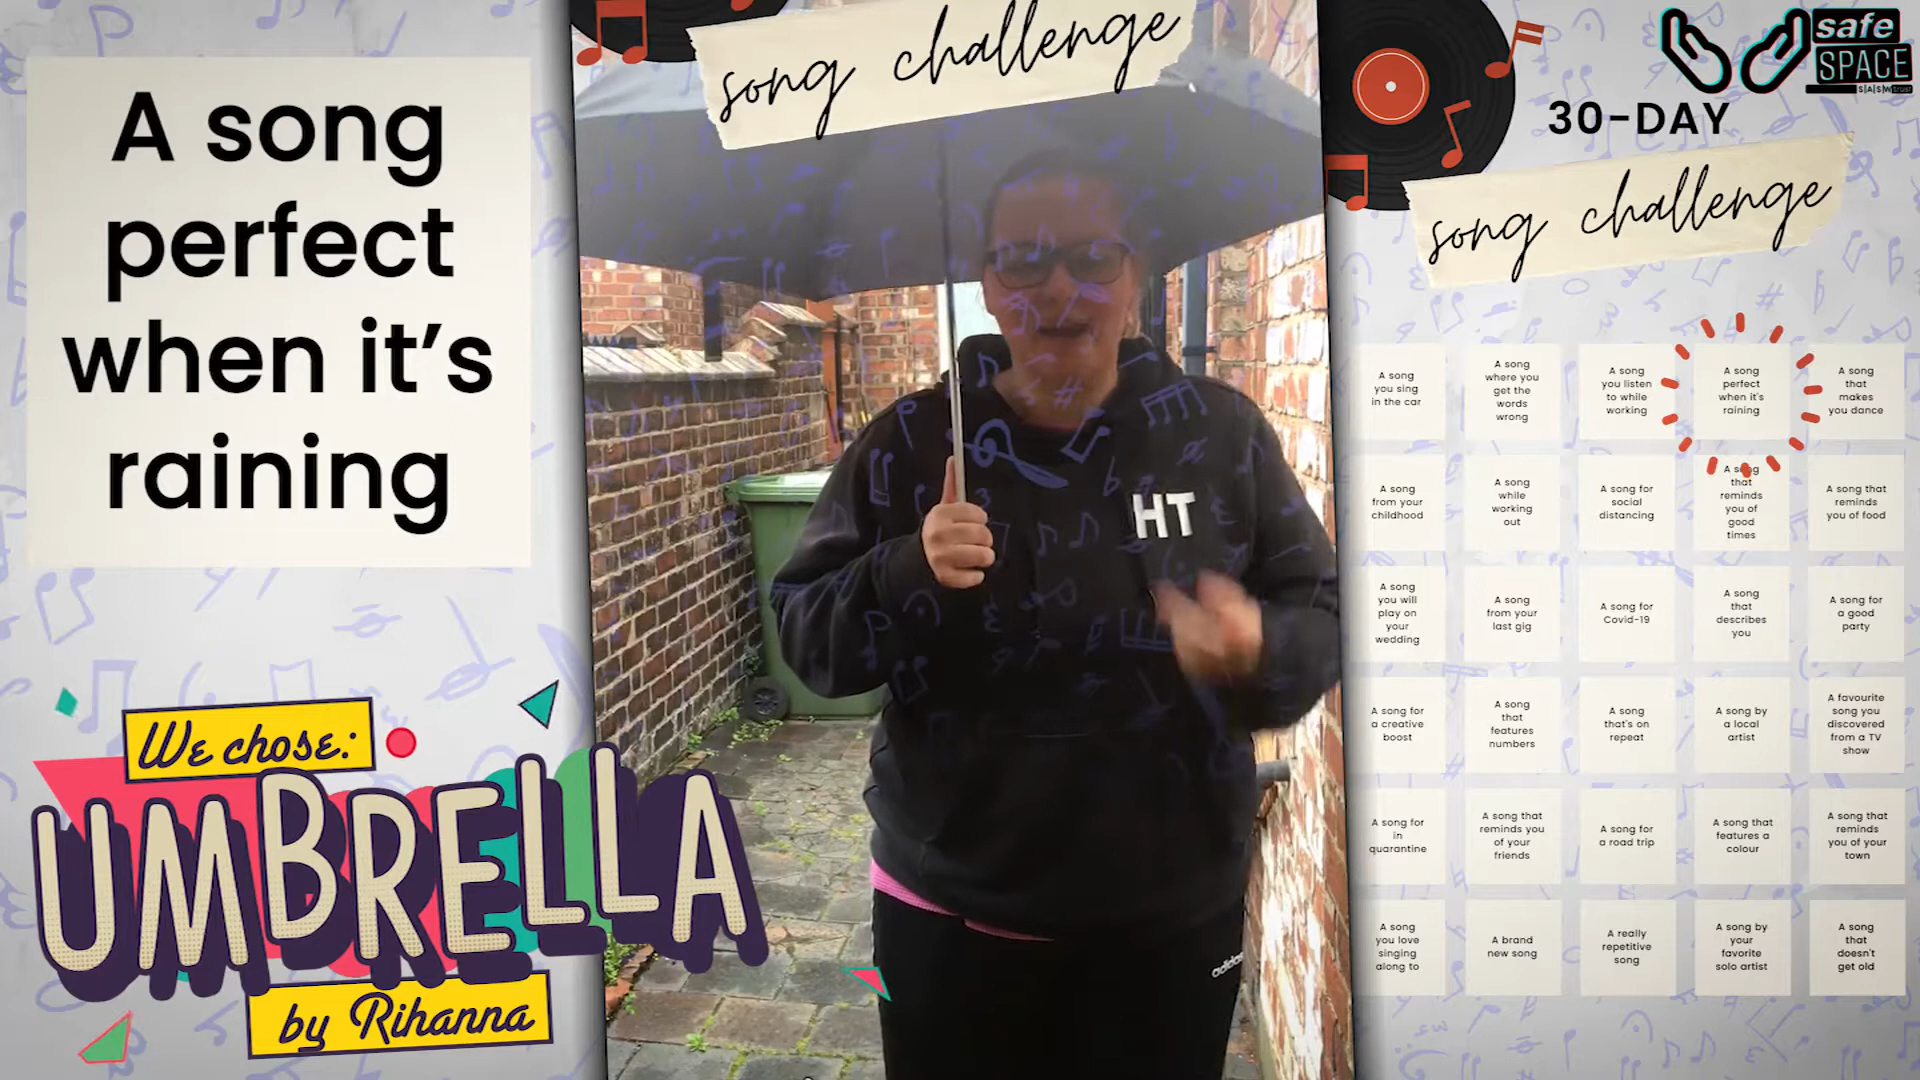 A song
perfect
when it's
raining
We chose:
UMBRELLA
by Rihanna
song challenge
HT
adidas
safe
SPACE
S|A|S|W trust
30-DAY
song challenge
A song
you sing
in the car
A song
where you
get the
words
wrong
A song
you listen
to while
working
A song
perfect
when it's
raining
A song
that
makes
you dance
A song
from your
childhood
A song
while
working
out
A song for
social
distancing
A song
that
reminds
you of
good
times
A song that
reminds
you of food
A song
you will
play on
your
wedding
A song
from your
last gig
A song for
Covid-19
A song
that
describes
you
A song for
a good
party
A song for
a creative
boost
A song
that
features
numbers
A song
that's on
repeat
A song by
a local
artist
A favourite
song you
discovered
from a TV
show
A song for
in
quarantine
A song that
reminds you
of your
friends
A song for
a road trip
A song that
features a
colour
A song that
reminds
you of your
town
A song
you love
singing
along to
A brand
new song
A really
repetitive
song
A song by
your
favorite
solo artist
A song
that
doesn't
get old